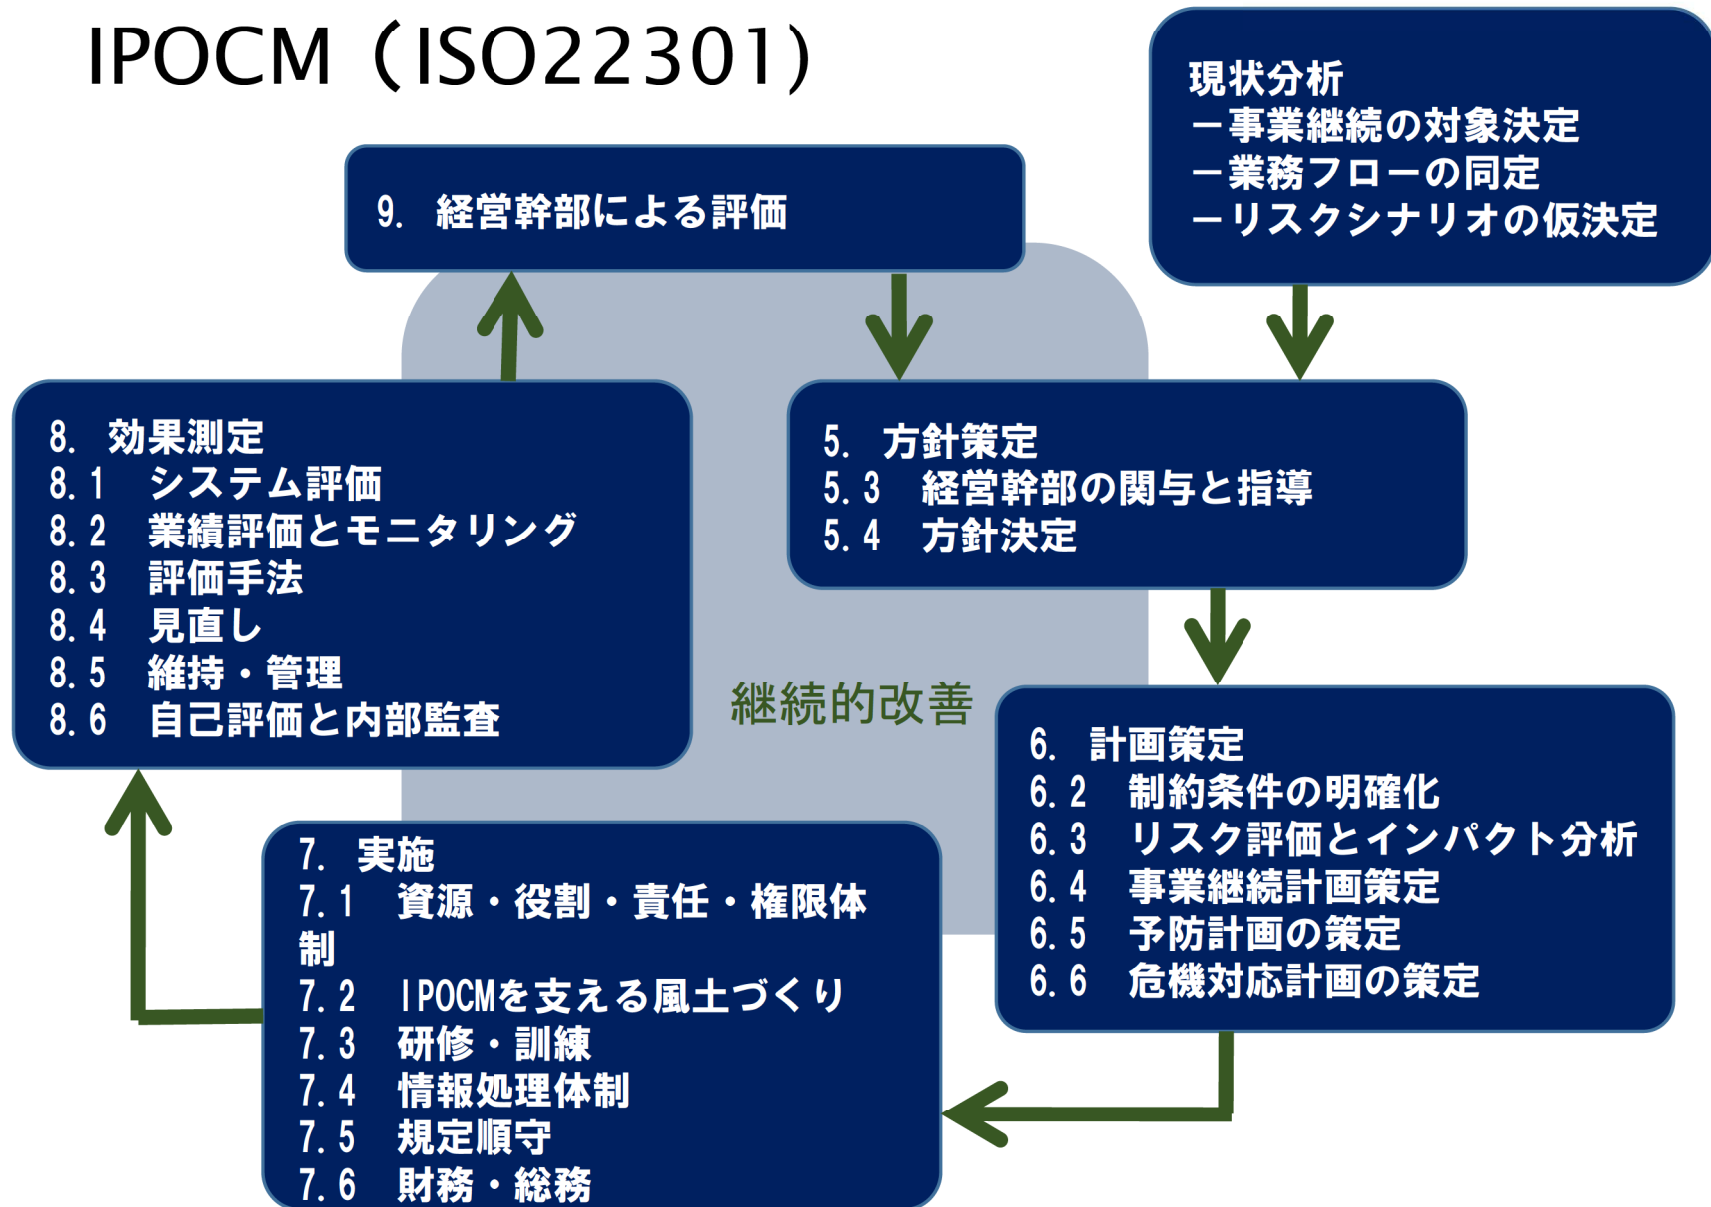 IPOCM（ISO22301）
現状分析
－事業継続の対象決定
－業務フローの同定
－リスクシナリオの仮決定
9. 経営幹部による評価
5. 方針策定
5.3 経営幹部の関与と指導
5.4 方針決定
8. 効果測定
8.1 システム評価
8.2 業績評価とモニタリング
8.3 評価手法
8.4 見直し
8.5 維持・管理
8.6 自己評価と内部監査
継続的改善
6. 計画策定
6.2 制約条件の明確化
6.3 リスク評価とインパクト分析
6.4 事業継続計画策定
6.5 予防計画の策定
6.6 危機対応計画の策定
7. 実施
7.1 資源・役割・責任・権限体
制
7.2 IPOCMを支える風土づくり
7.3 研修・訓練
7.4 情報処理体制
7.5 規定順守
7.6 財務・総務